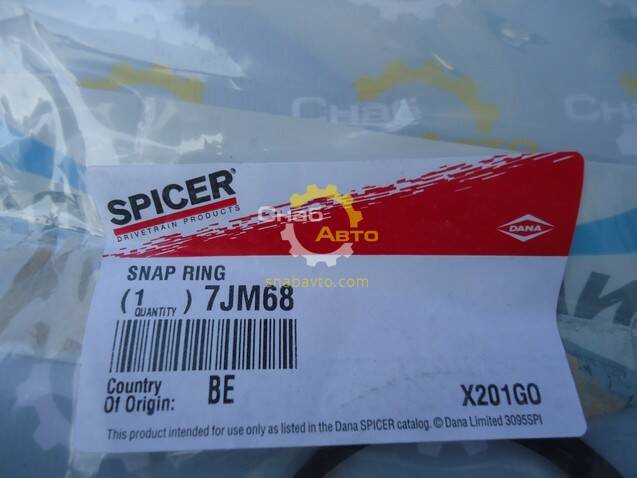 SPICER®
DRIVETRAIN PRODUCTS
DANA
СНАБ
АВТО
snabavto.com
SNAP RING
(1) 7JM68
QUANTITY
Country
Of Origin: BE
X201GO
This product intended for use only as listed in the Dana SPICER catalog. © Dana Limited 3095SPI